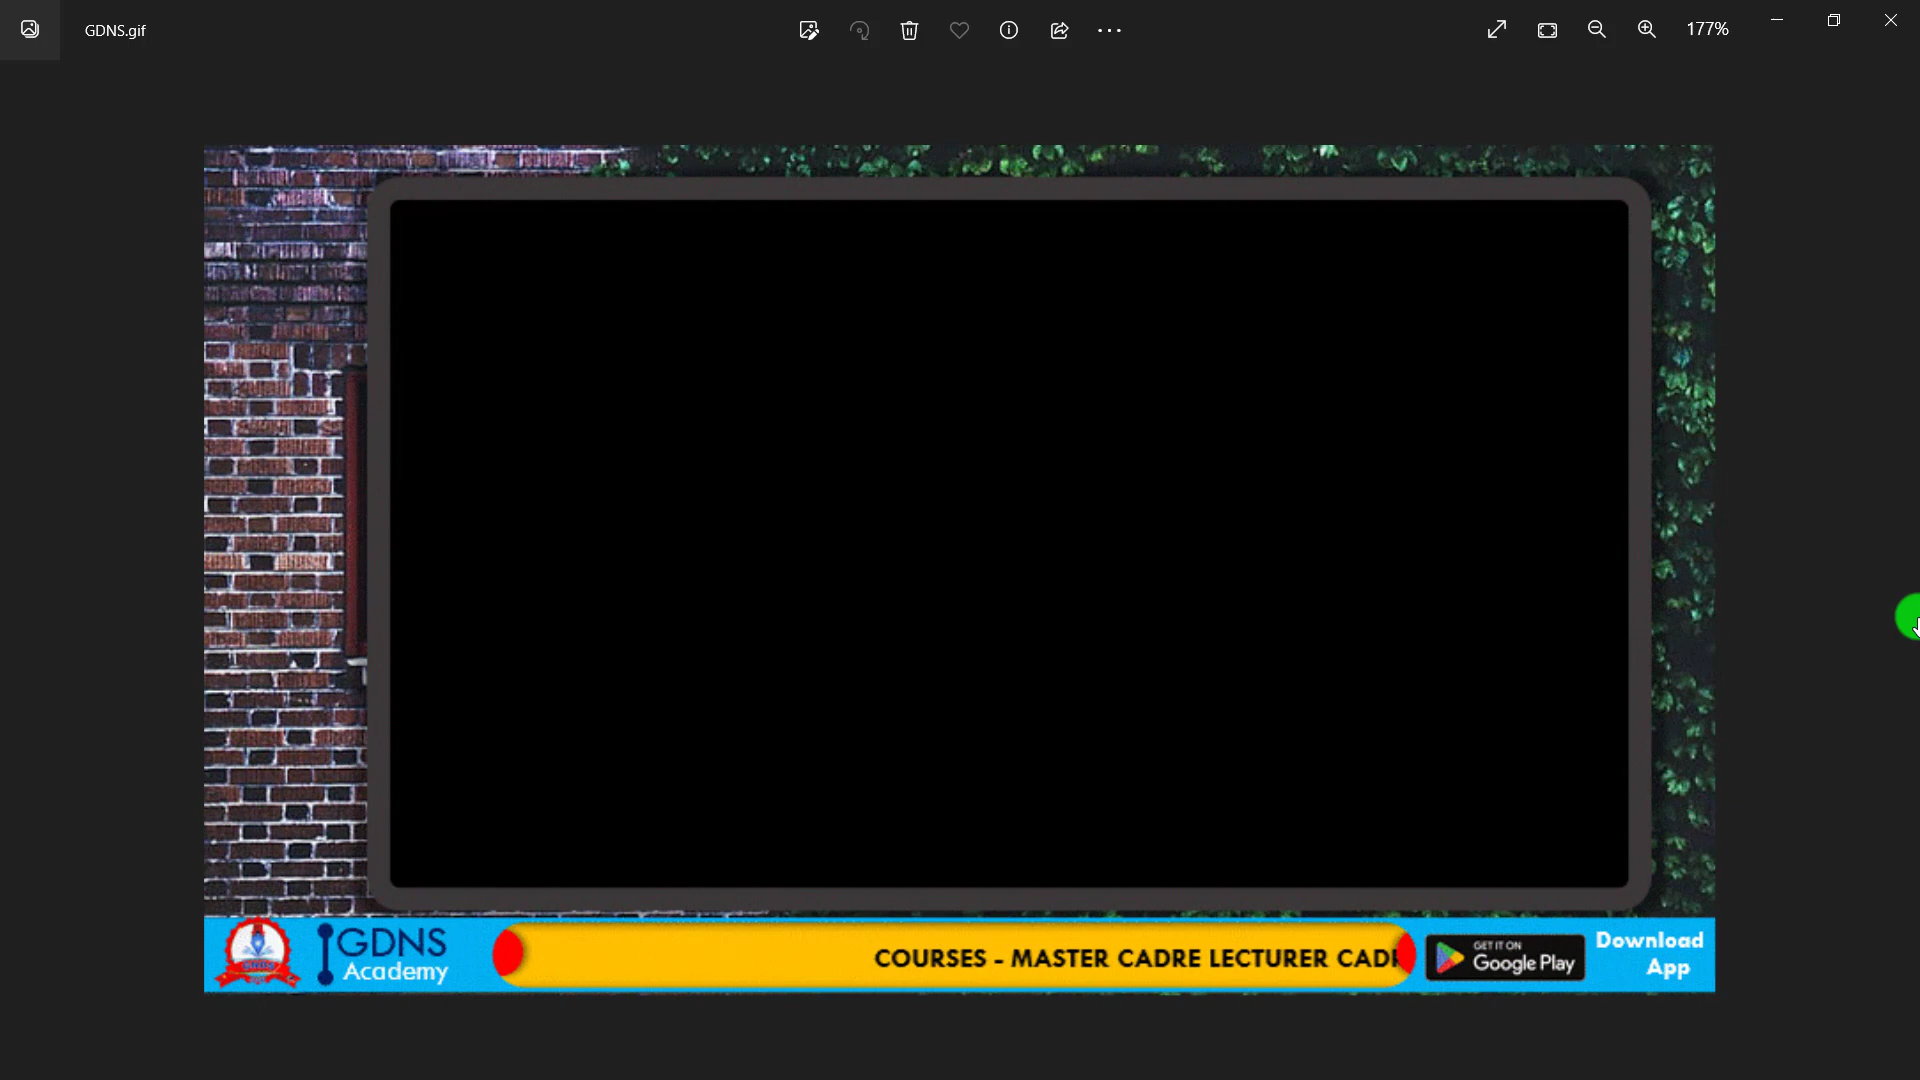 GDNS.gif
177%
GDNS
Academy
COURSES - MASTER CADRE LECTURER
GET IT ON
Google Play
Download
App